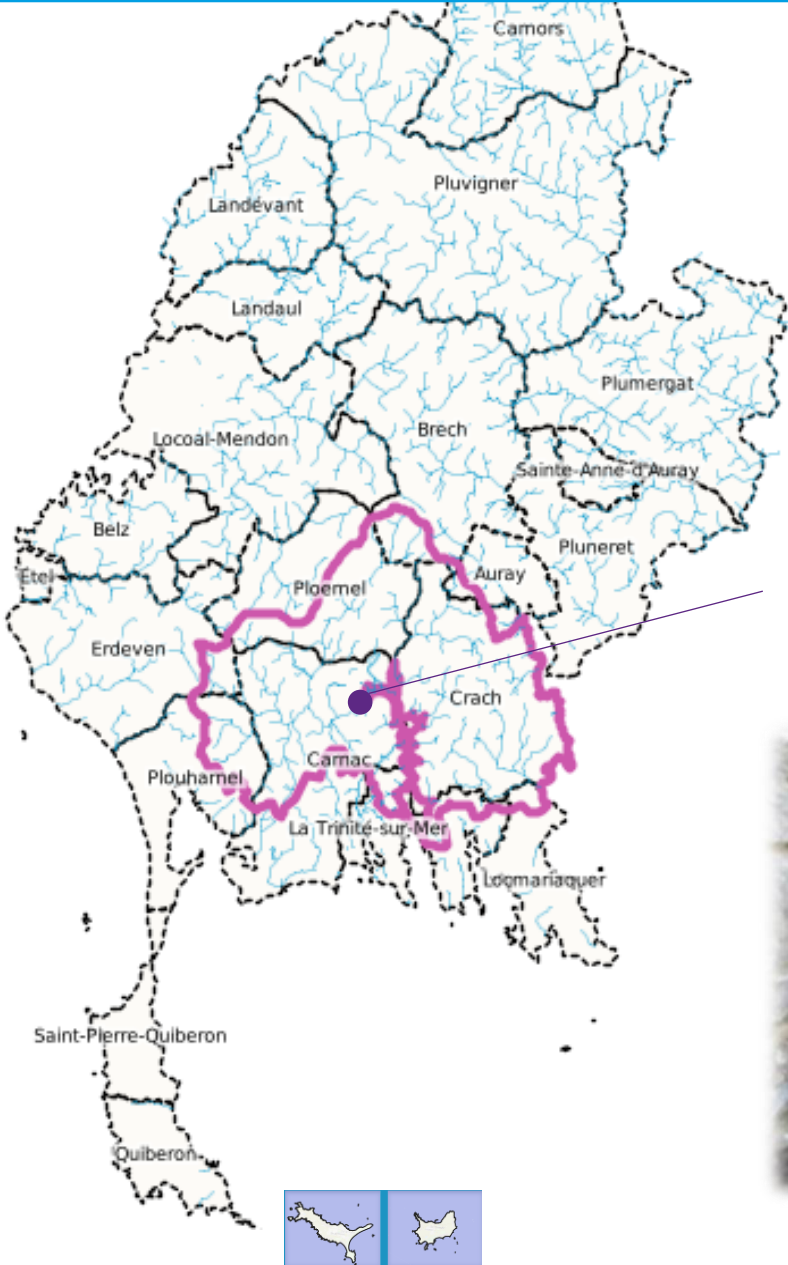 Camors
Pluvigner
Landévant
Landaul
Plumergat
Brech
Locoal-Mendon
Sainte-Anne-d'Auray
Belz
Pluneret
Auray
Étel
Ploemel
Erdeven
Crach
Carnac
Plouharnel
La Trinité-sur-Mer
Locmariaquer
Saint-Pierre-Quiberon
Quiberon